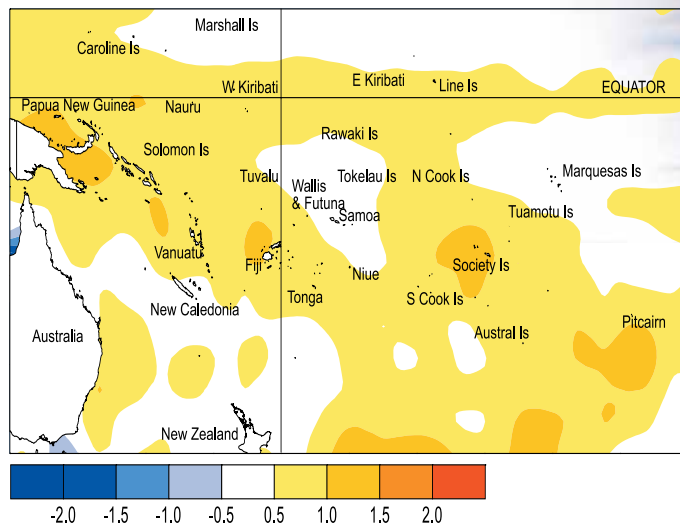 Marshall Is
Caroline Is
W Kiribati
E Kiribati
Line Is
EQUATOR
Papua New Guinea
Nauru
Rawaki Is
Solomon Is
Tuvalu
Wallis
& Futuna
Tokelau Is
N Cook Is
Marquesas Is
Samoa
Tuamotu Is
Vanuatu
Fiji
Niue
Society Is
Tonga
S Cook Is
New Caledonia
Pitcairn
Australia
Austral Is
New Zealand
-2.0 -1.5 -1.0 -0.5 0.5 1.0 1.5 2.0